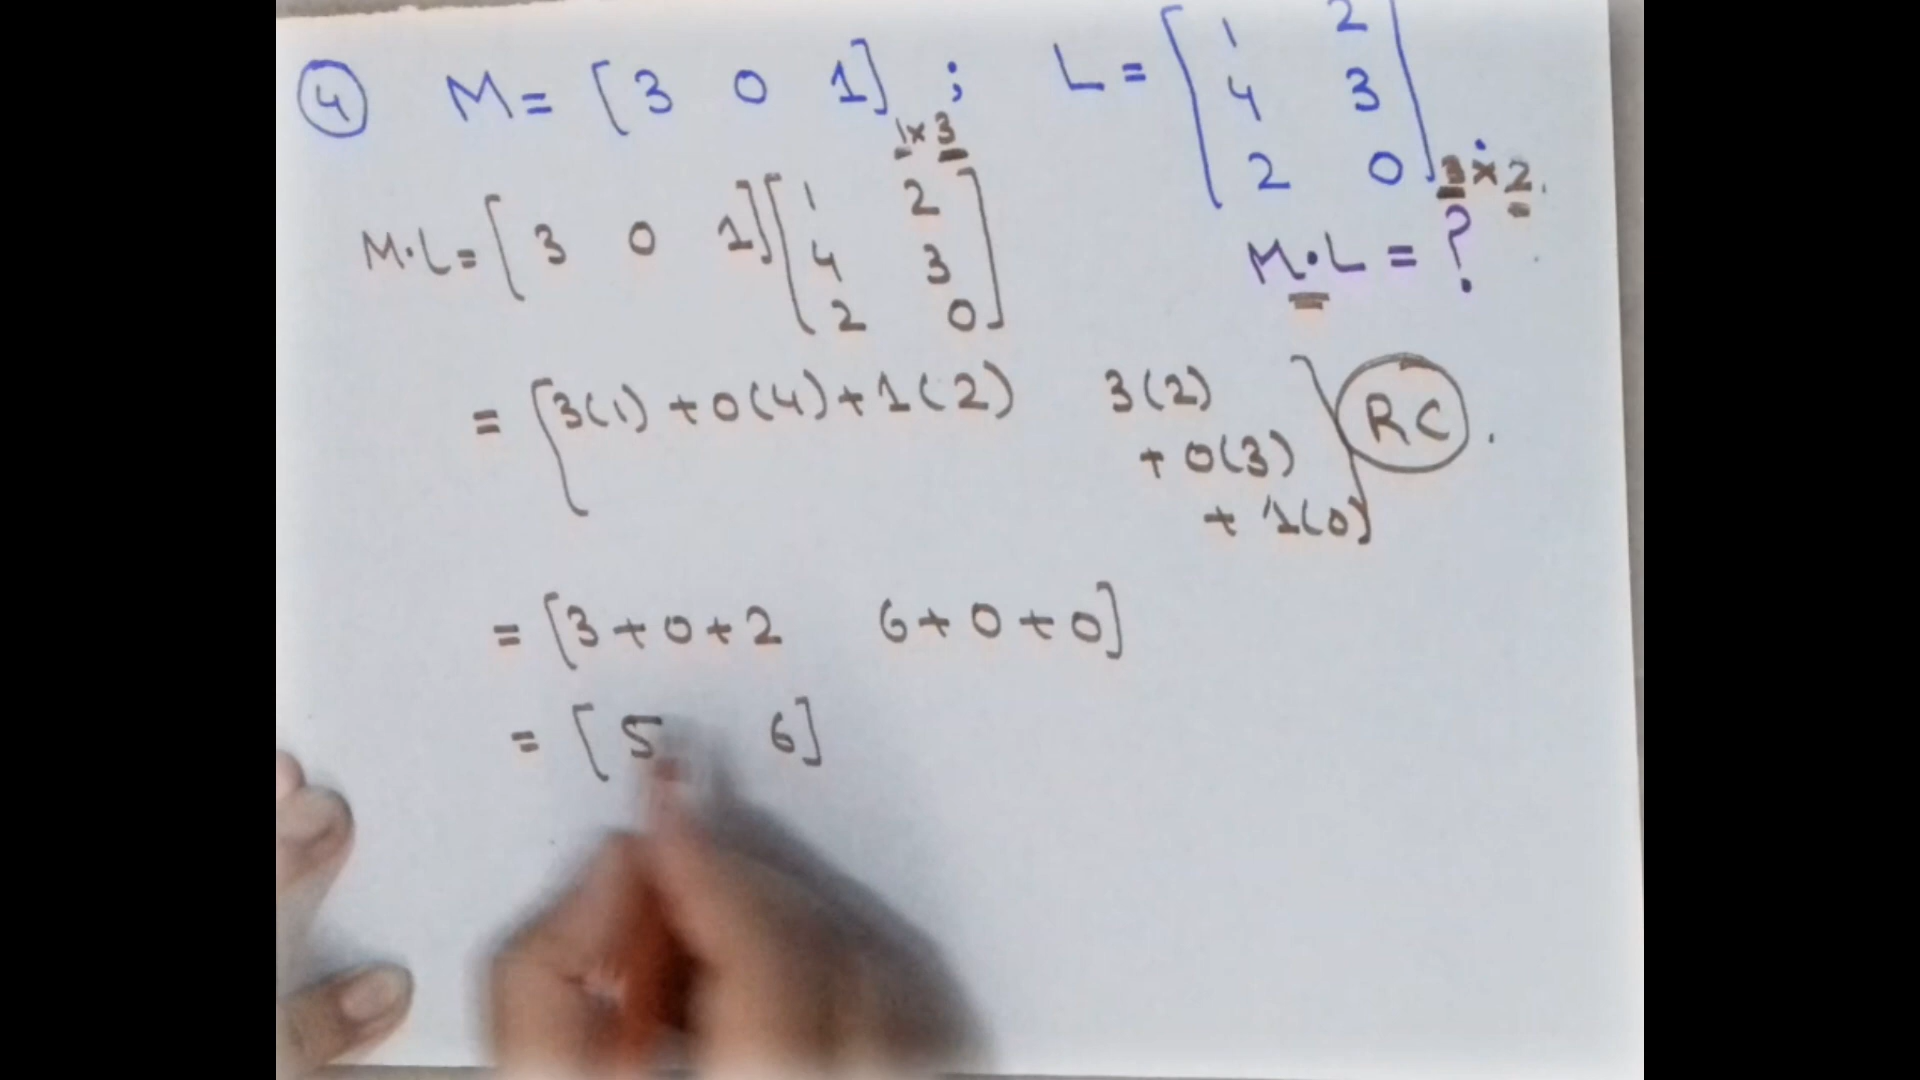 4 M = [3 0 1] 1×3 ; L = [1 2
4 3
2 0] 3×2.
M·L = ?
M·L = [3 0 1] [1 2
4 3
2 0]
= [3(1) + 0(4) + 1(2) 3(2)
+ 0(3)
+ 1(0)] RC.
= [3+0+2 6+0+0]
= [5 6]